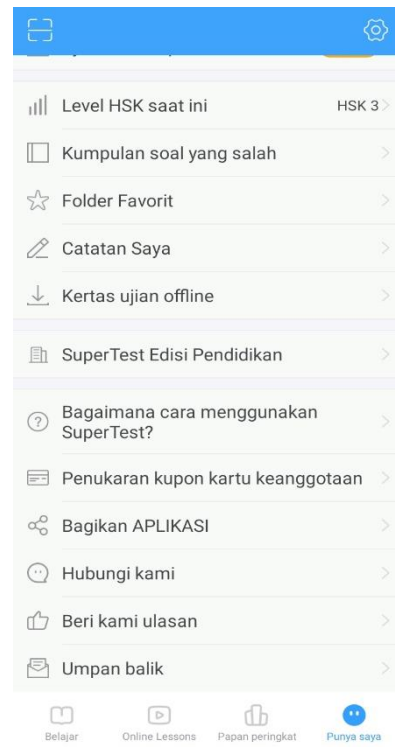 Level HSK saat ini
HSK 3
Kumpulan soal yang salah
Folder Favorit
Catatan Saya
Kertas ujian offline
SuperTest Edisi Pendidikan
Bagaimana cara menggunakan
SuperTest?
Penukaran kupon kartu keanggotaan
Bagikan APLIKASI
Hubungi kami
Beri kami ulasan
Umpan balik
Belajar
Online Lessons
Papan peringkat
Punya saya